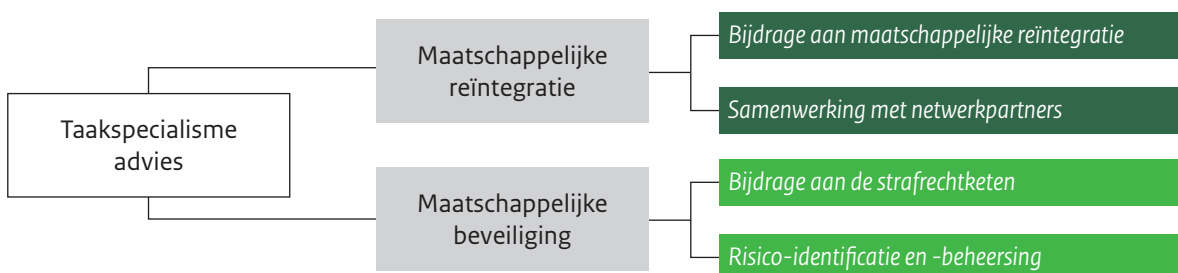 Taakspecialisme
advies
Maatschappelijke
reïntegratie
Bijdrage aan maatschappelijke reïntegratie
Samenwerking met netwerkpartners
Maatschappelijke
beveiliging
Bijdrage aan de strafrechtketen
Risico-identificatie en -beheersing